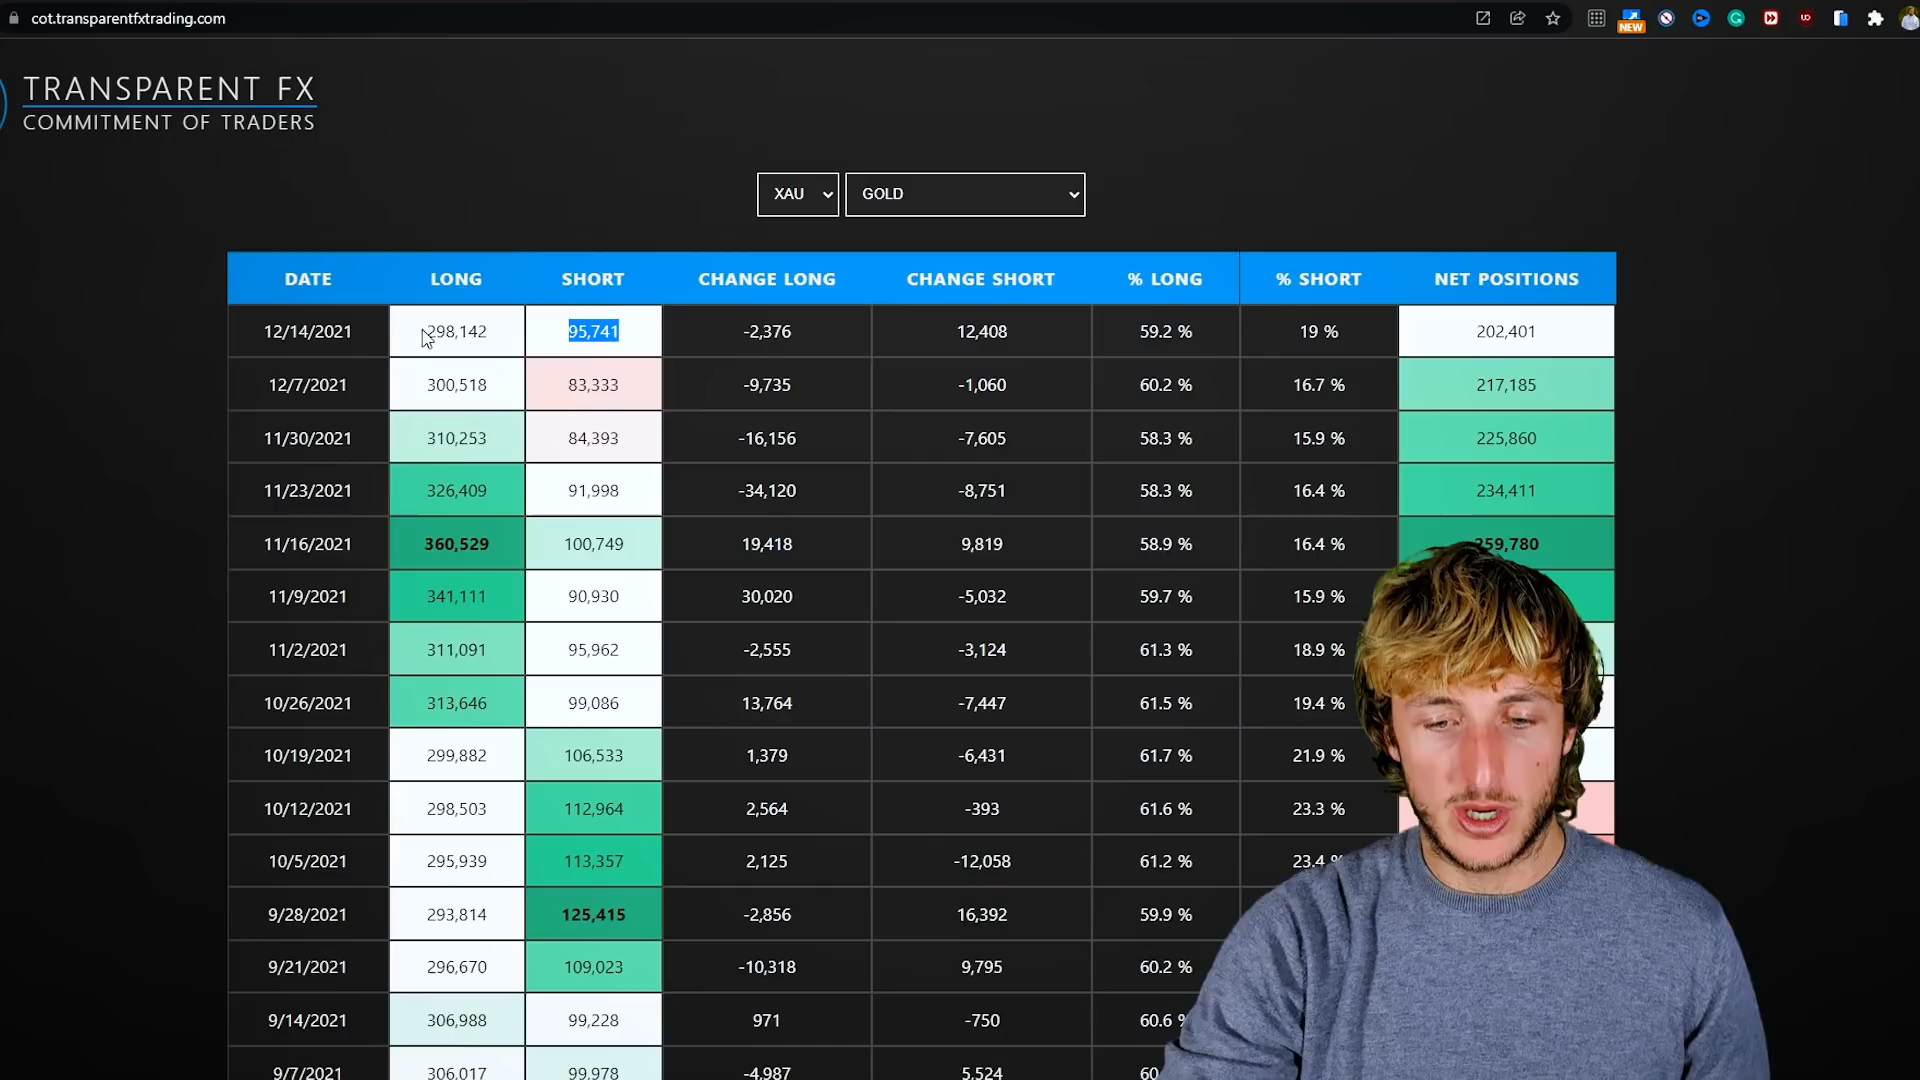 cot.transparentfxtrading.com
NEW
TRANSPARENT FX
COMMITMENT OF TRADERS
XAU GOLD
DATE LONG SHORT CHANGE LONG CHANGE SHORT % LONG % SHORT NET POSITIONS
12/14/2021 298,142 95,741 -2,376 12,408 59.2 % 19 % 202,401
12/7/2021 300,518 83,333 -9,735 -1,060 60.2 % 16.7 % 217,185
11/30/2021 310,253 84,393 -16,156 -7,605 58.3 % 15.9 % 225,860
11/23/2021 326,409 91,998 -34,120 -8,751 58.3 % 16.4 % 234,411
11/16/2021 360,529 100,749 19,418 9,819 58.9 % 16.4 % 259,780
11/9/2021 341,111 90,930 30,020 -5,032 59.7 % 15.9 %
11/2/2021 311,091 95,962 -2,555 -3,124 61.3 % 18.9 %
10/26/2021 313,646 99,086 13,764 -7,447 61.5 % 19.4 %
10/19/2021 299,882 106,533 1,379 -6,431 61.7 % 21.9 %
10/12/2021 298,503 112,964 2,564 -393 61.6 % 23.3 %
10/5/2021 295,939 113,357 2,125 -12,058 61.2 % 23.4 %
9/28/2021 293,814 125,415 -2,856 16,392 59.9 %
9/21/2021 296,670 109,023 -10,318 9,795 60.2 %
9/14/2021 306,988 99,228 971 -750 60.6 %
9/7/2021 306,017 99,978 -4,987 5,524 60